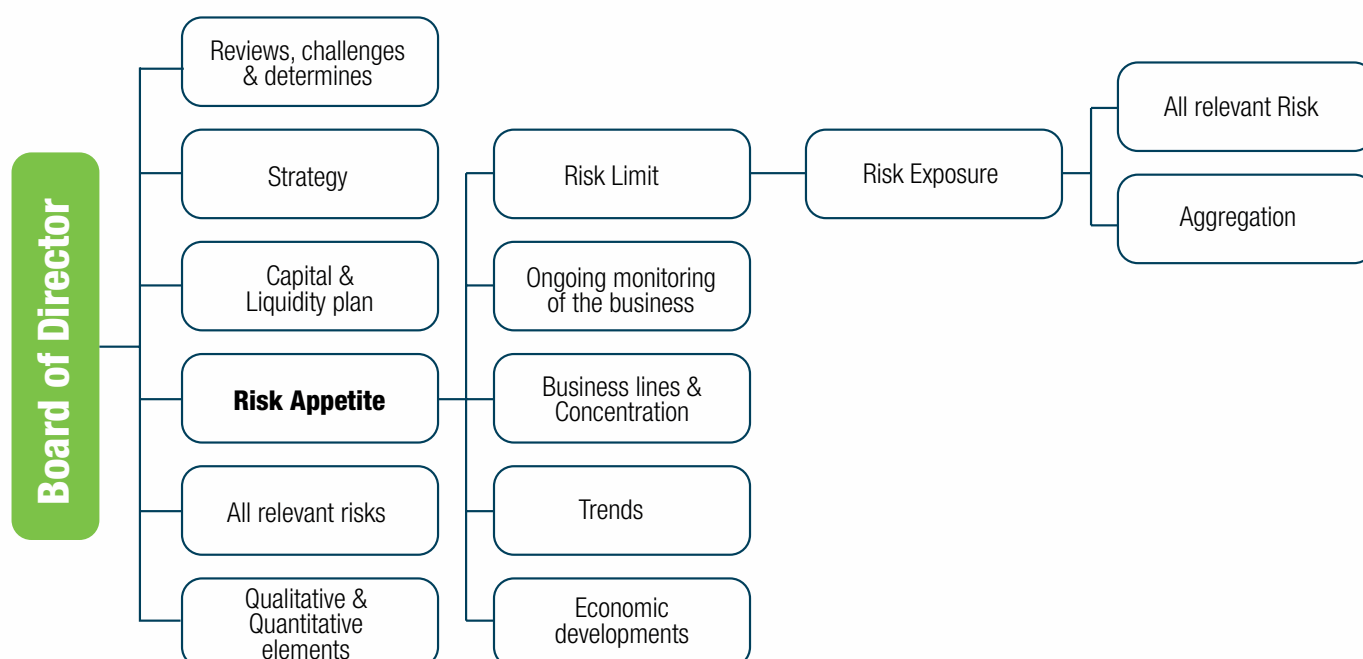 Board of Director
Reviews, challenges
& determines
Strategy
Capital &
Liquidity plan
Risk Appetite
All relevant risks
Qualitative &
Quantitative
elements
Risk Limit
Ongoing monitoring
of the business
Business lines &
Concentration
Trends
Economic
developments
Risk Exposure
All relevant Risk
Aggregation